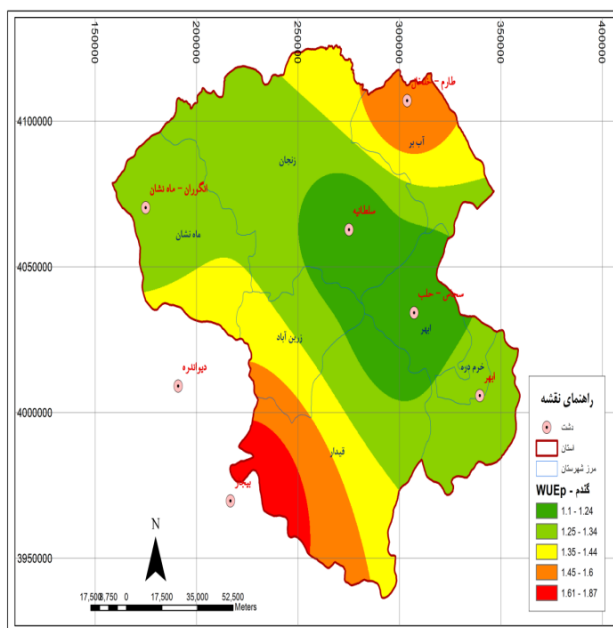 150000 200000 250000 300000 350000 400000
4100000
4050000
4000000
3950000
آب بر
زنجان
انگوران - ماه نشان
سلطانیه
ماه نشان
ابهر
زرین آباد
خرم دره
ابهر
دیواندره
قیدار
بیجار
N
17,500 8,750 0 17,500 35,000 52,500
Meters
راهنمای نقشه
دشت
استان
مرز شهرستان
WUEp - گندم
1.1 - 1.24
1.25 - 1.34
1.35 - 1.44
1.45 - 1.6
1.61 - 1.87